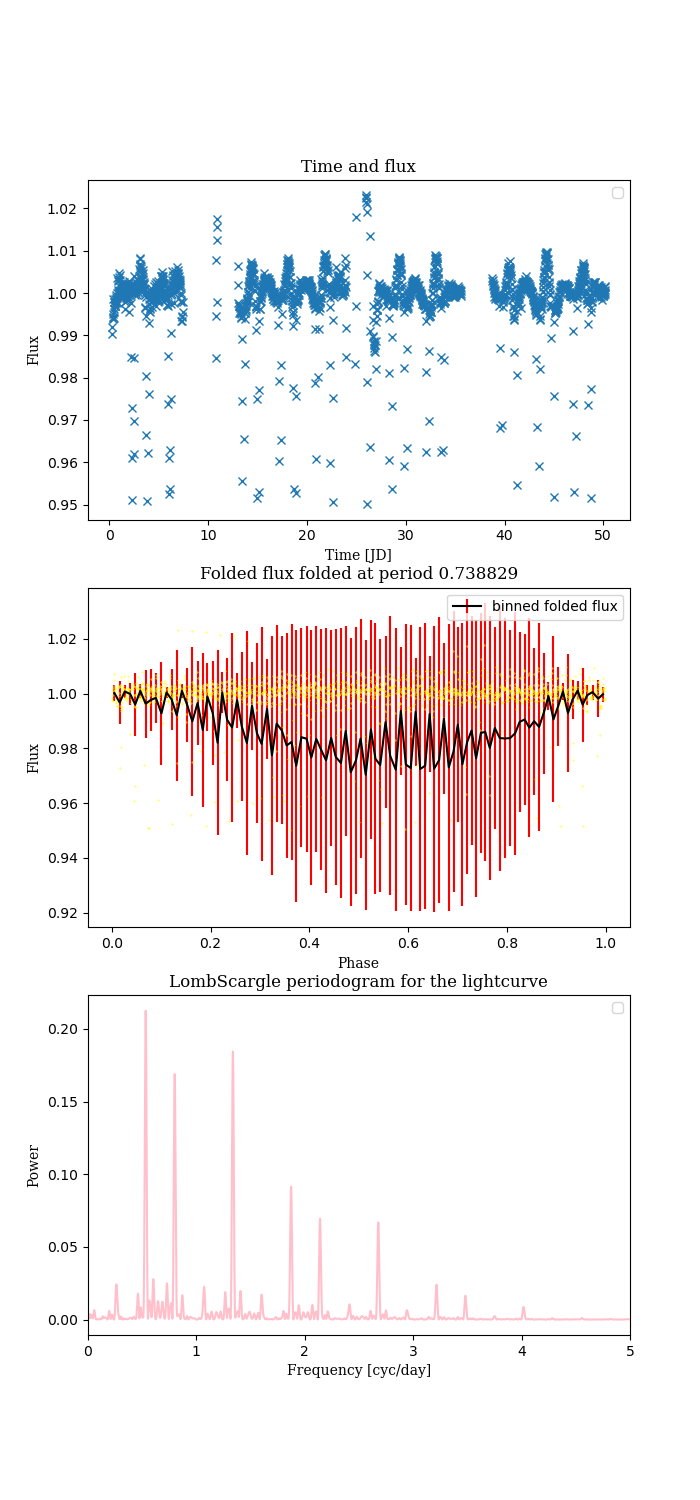 Time and flux
1.02
1.01
1.00
0.99
0.98
0.97
0.96
0.95
Flux
0 10 20 30 40 50
Time [JD]
Folded flux folded at period 0.738829
binned folded flux
1.02
1.00
0.98
0.96
0.94
0.92
Flux
0.0 0.2 0.4 0.6 0.8 1.0
Phase
LombScargle periodogram for the lightcurve
0.20
0.15
0.10
0.05
0.00
Power
0 1 2 3 4 5
Frequency [cyc/day]